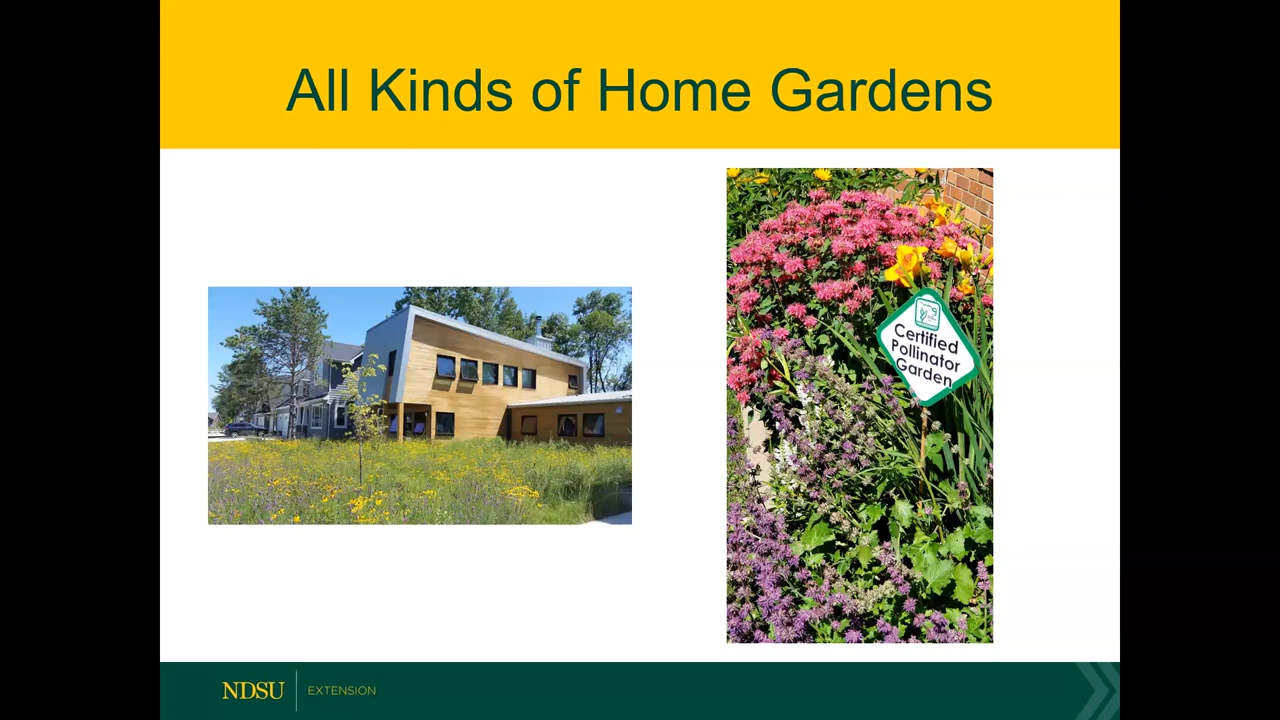 All Kinds of Home Gardens
Certified
Pollinator
Garden
NDSU EXTENSION